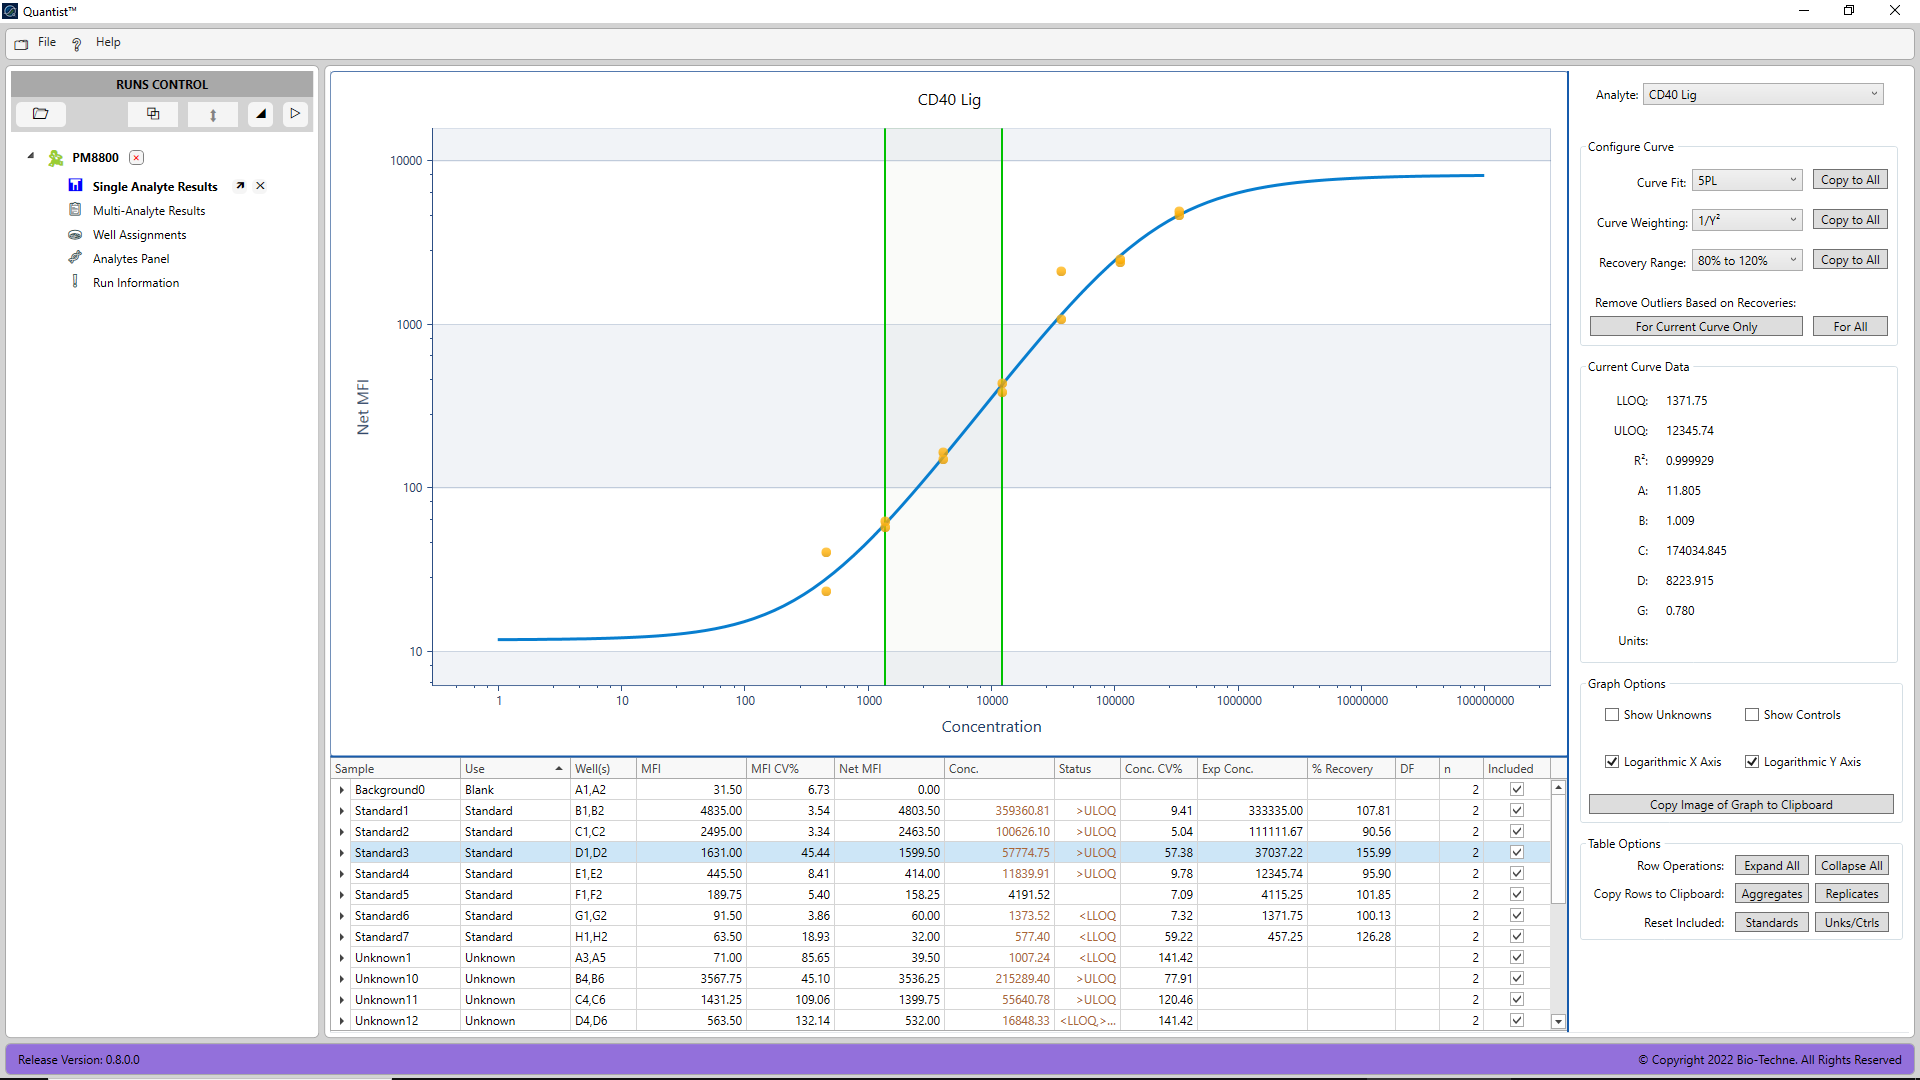 Quantist™
File Help
RUNS CONTROL
PM8800
Single Analyte Results
Multi-Analyte Results
Well Assignments
Analytes Panel
Run Information
CD40 Lig
Net MFI
10000
1000
100
10
1 10 100 1000 10000 100000 1000000 10000000 100000000
Concentration
Sample Use Well(s) MFI MFI CV% Net MFI Conc. Status Conc. CV% Exp Conc. % Recovery DF n Included
Background0 Blank A1,A2 31.50 6.73 0.00 2
Standard1 Standard B1,B2 4835.00 3.54 4803.50 359360.81 >ULOQ 9.41 333335.00 107.81 2
Standard2 Standard C1,C2 2495.00 3.34 2463.50 100626.10 >ULOQ 5.04 111111.67 90.56 2
Standard3 Standard D1,D2 1631.00 45.44 1599.50 57774.75 >ULOQ 57.38 37037.22 155.99 2
Standard4 Standard E1,E2 445.50 8.41 414.00 11839.91 >ULOQ 9.78 12345.74 95.90 2
Standard5 Standard F1,F2 189.75 5.40 158.25 4191.52 7.09 4115.25 101.85 2
Standard6 Standard G1,G2 91.50 3.86 60.00 1373.52 <LLOQ 7.32 1371.75 100.13 2
Standard7 Standard H1,H2 63.50 18.93 32.00 577.40 <LLOQ 59.22 457.25 126.28 2
Unknown1 Unknown A3,A5 71.00 85.65 39.50 1007.24 <LLOQ 141.42 2
Unknown10 Unknown B4,B6 3567.75 45.10 3536.25 215289.40 >ULOQ 77.91 2
Unknown11 Unknown C4,C6 1431.25 109.06 1399.75 55640.78 >ULOQ 120.46 2
Unknown12 Unknown D4,D6 563.50 132.14 532.00 16848.33 <LLOQ,>... 141.42 2
Analyte: CD40 Lig
Configure Curve
Curve Fit: 5PL Copy to All
Curve Weighting: 1/Y² Copy to All
Recovery Range: 80% to 120% Copy to All
Remove Outliers Based on Recoveries:
For Current Curve Only For All
Current Curve Data
LLOQ: 1371.75
ULOQ: 12345.74
R²: 0.999929
A: 11.805
B: 1.009
C: 174034.845
D: 8223.915
G: 0.780
Units:
Graph Options
Show Unknowns Show Controls
Logarithmic X Axis Logarithmic Y Axis
Copy Image of Graph to Clipboard
Table Options
Row Operations: Expand All Collapse All
Copy Rows to Clipboard: Aggregates Replicates
Reset Included: Standards Unks/Ctrls
Release Version: 0.8.0.0
© Copyright 2022 Bio-Techne. All Rights Reserved